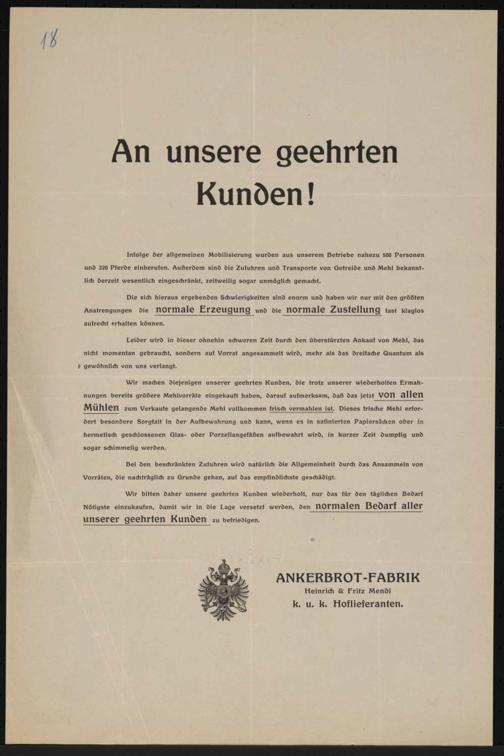 18
An unsere geehrten
Kunden!
Infolge der allgemeinen Mobilisierung wurden aus unserem Betriebe nahezu 500 Personen
und 220 Pferde einberufen. Außerdem sind die Zufuhren und Transporte von Getreide und Mehl bekannt-
lich derzeit wesentlich eingeschränkt, zeitweilig sogar unmöglich gemacht.
Die sich hieraus ergebenden Schwierigkeiten sind enorm und haben wir nur mit den größten
Anstrengungen die normale Erzeugung und die normale Zustellung fast klaglos
aufrecht erhalten können.
Leider wird in dieser ohnehin schweren Zeit durch den überstürzten Ankauf von Mehl, das
nicht momentan gebraucht, sondern auf Vorrat angesammelt wird, mehr als das dreifache Quantum als
gewöhnlich von uns verlangt.
Wir machen diejenigen unserer geehrten Kunden, die trotz unserer wiederholten Ermah-
nungen bereits größere Mehlvorräte eingekauft haben, darauf aufmerksam, daß das jetzt von allen
Mühlen zum Verkaufe gelangende Mehl vollkommen frisch vermahlen ist. Dieses frische Mehl erfor-
dert besondere Sorgfalt in der Aufbewahrung und kann, wenn es in satinierten Papiersäcken oder in
hermetisch geschlossenen Glas- oder Porzellangefäßen aufbewahrt wird, in kurzer Zeit dumpfig und
sogar schimmelig werden.
Bei den beschränkten Zufuhren wird natürlich die Allgemeinheit durch das Ansammeln von
Vorräten, die nachträglich zu Grunde gehen, auf das empfindlichste geschädigt.
Wir bitten daher unsere geehrten Kunden wiederholt, nur das für den täglichen Bedarf
Nötigste einzukaufen, damit wir in die Lage versetzt werden, den normalen Bedarf aller
unserer geehrten Kunden zu befriedigen.
ANKERBROT-FABRIK
Heinrich & Fritz Mendl
k. u. k. Hoflieferanten.